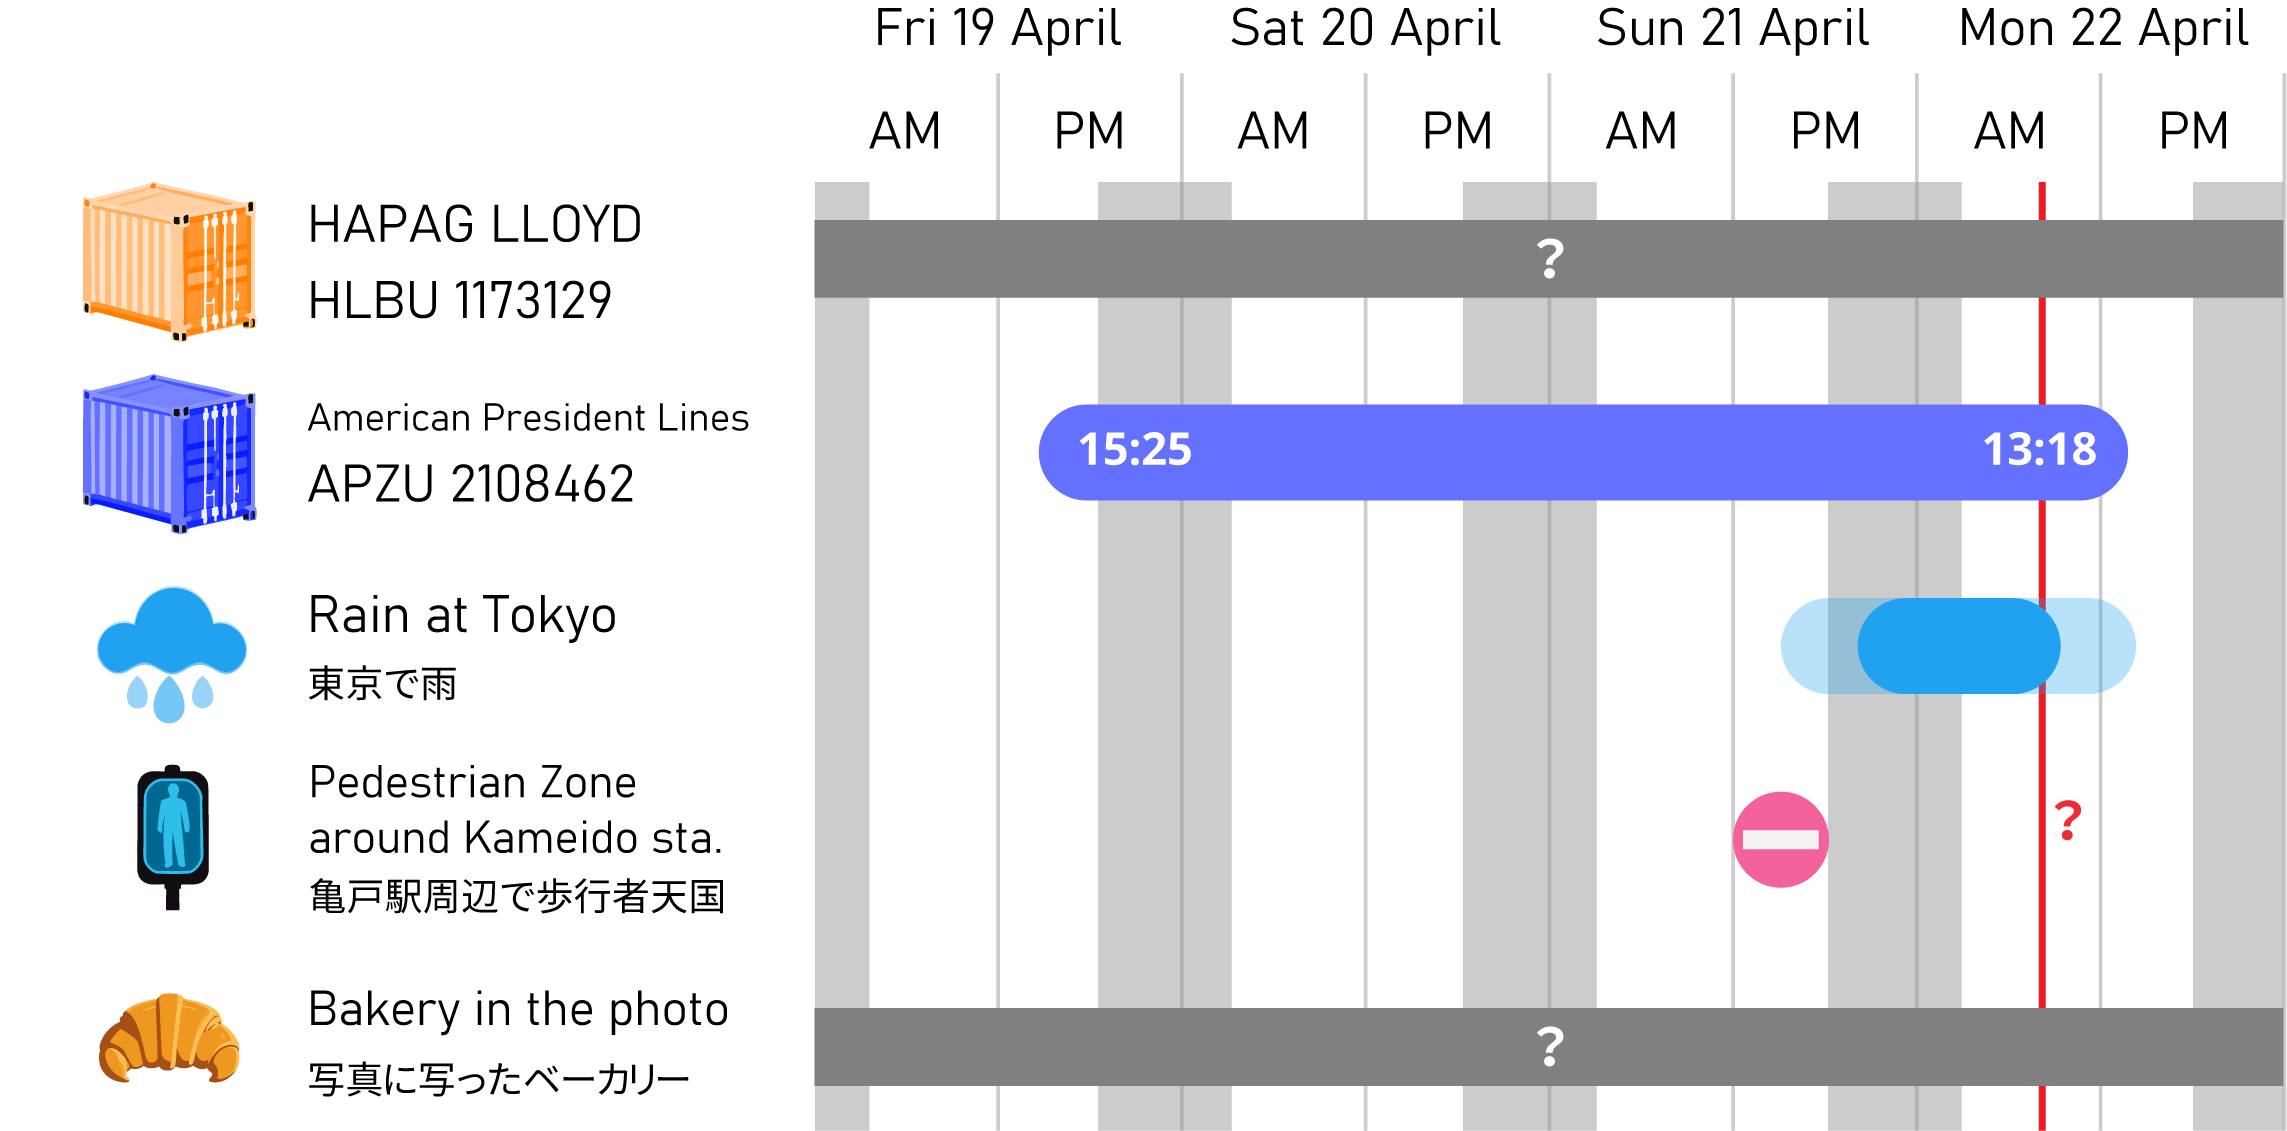 Fri 19 April Sat 20 April Sun 21 April Mon 22 April
AM PM AM PM AM PM AM PM
HAPAG LLOYD
HLBU 1173129
?
American President Lines
APZU 2108462
15:25 13:18
Rain at Tokyo
東京で雨
Pedestrian Zone
around Kameido sta.
亀戸駅周辺で歩行者天国
?
Bakery in the photo
写真に写ったベーカリー
?